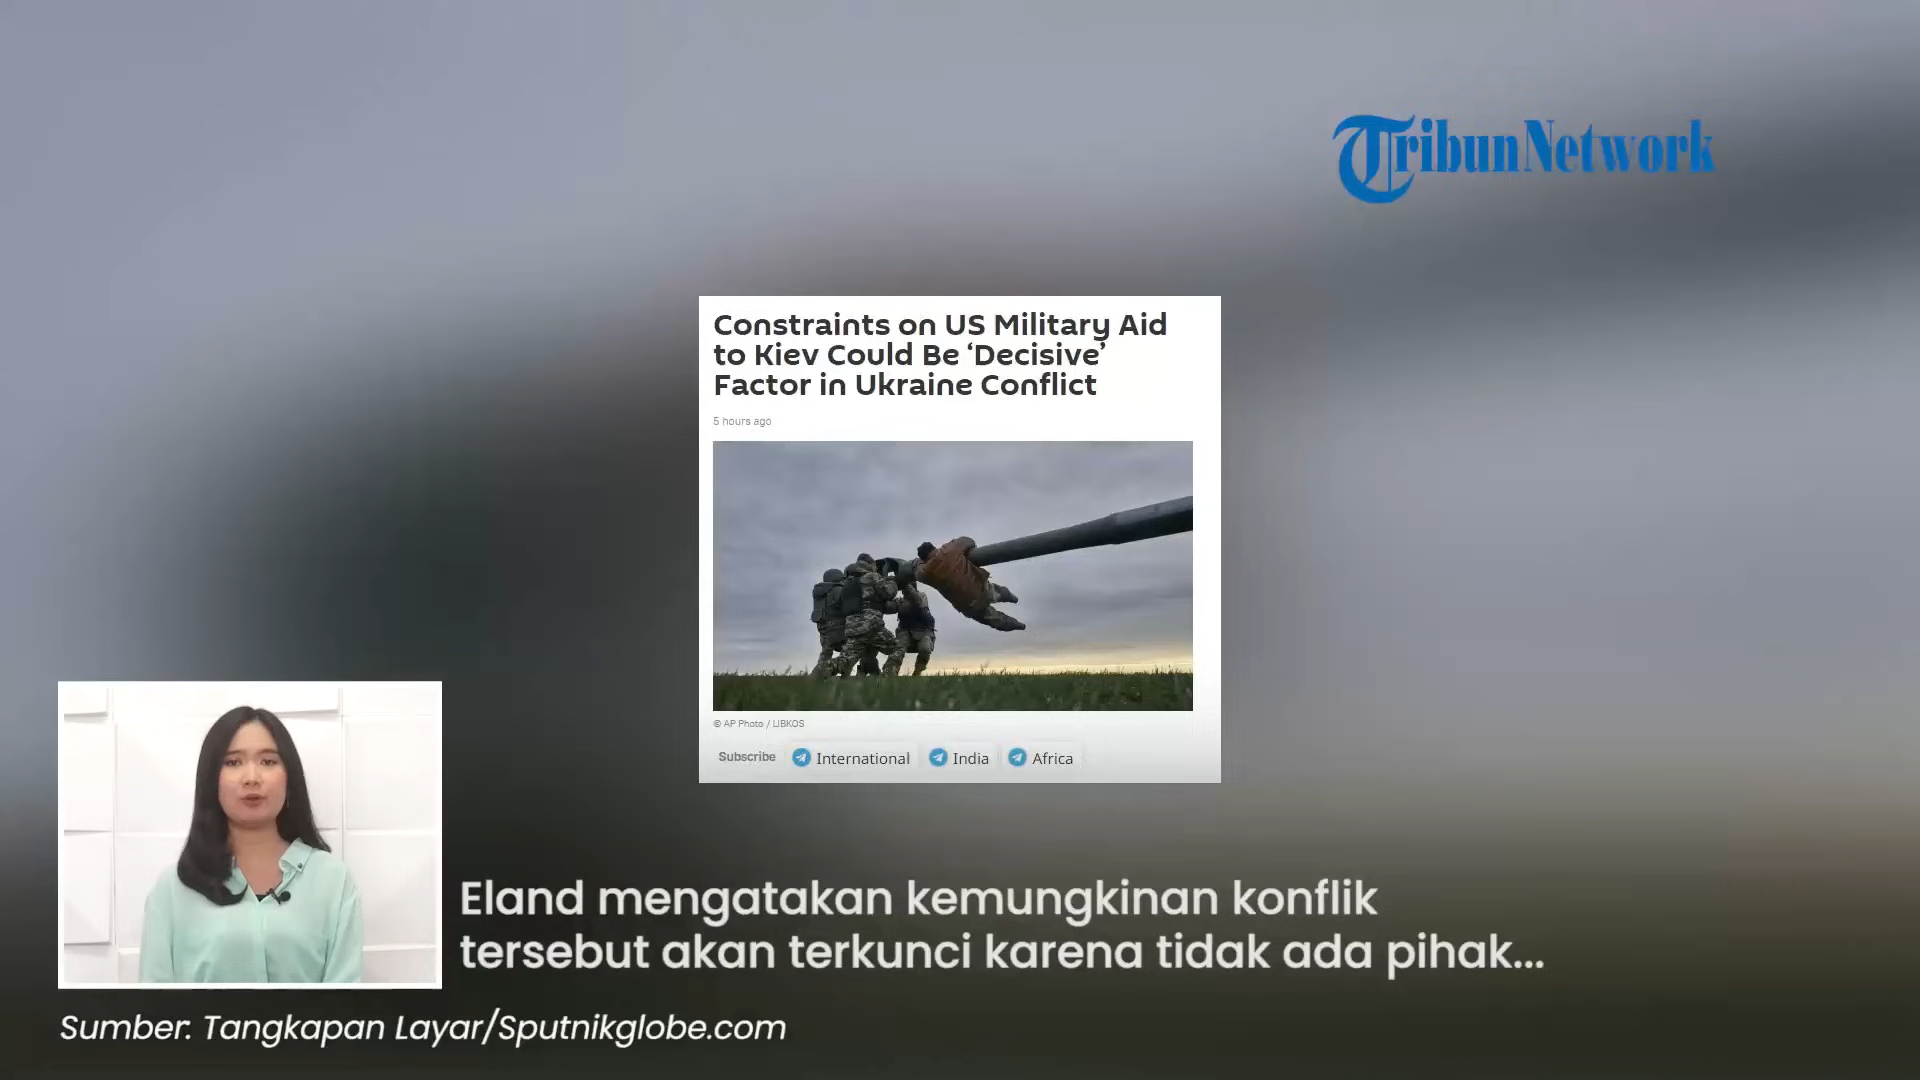 TribunNetwork
Constraints on US Military Aid
to Kiev Could Be ‘Decisive’
Factor in Ukraine Conflict
5 hours ago
© AP Photo / LIBKOS
Subscribe International India Africa
Eland mengatakan kemungkinan konflik
tersebut akan terkunci karena tidak ada pihak...
Sumber: Tangkapan Layar/Sputnikglobe.com